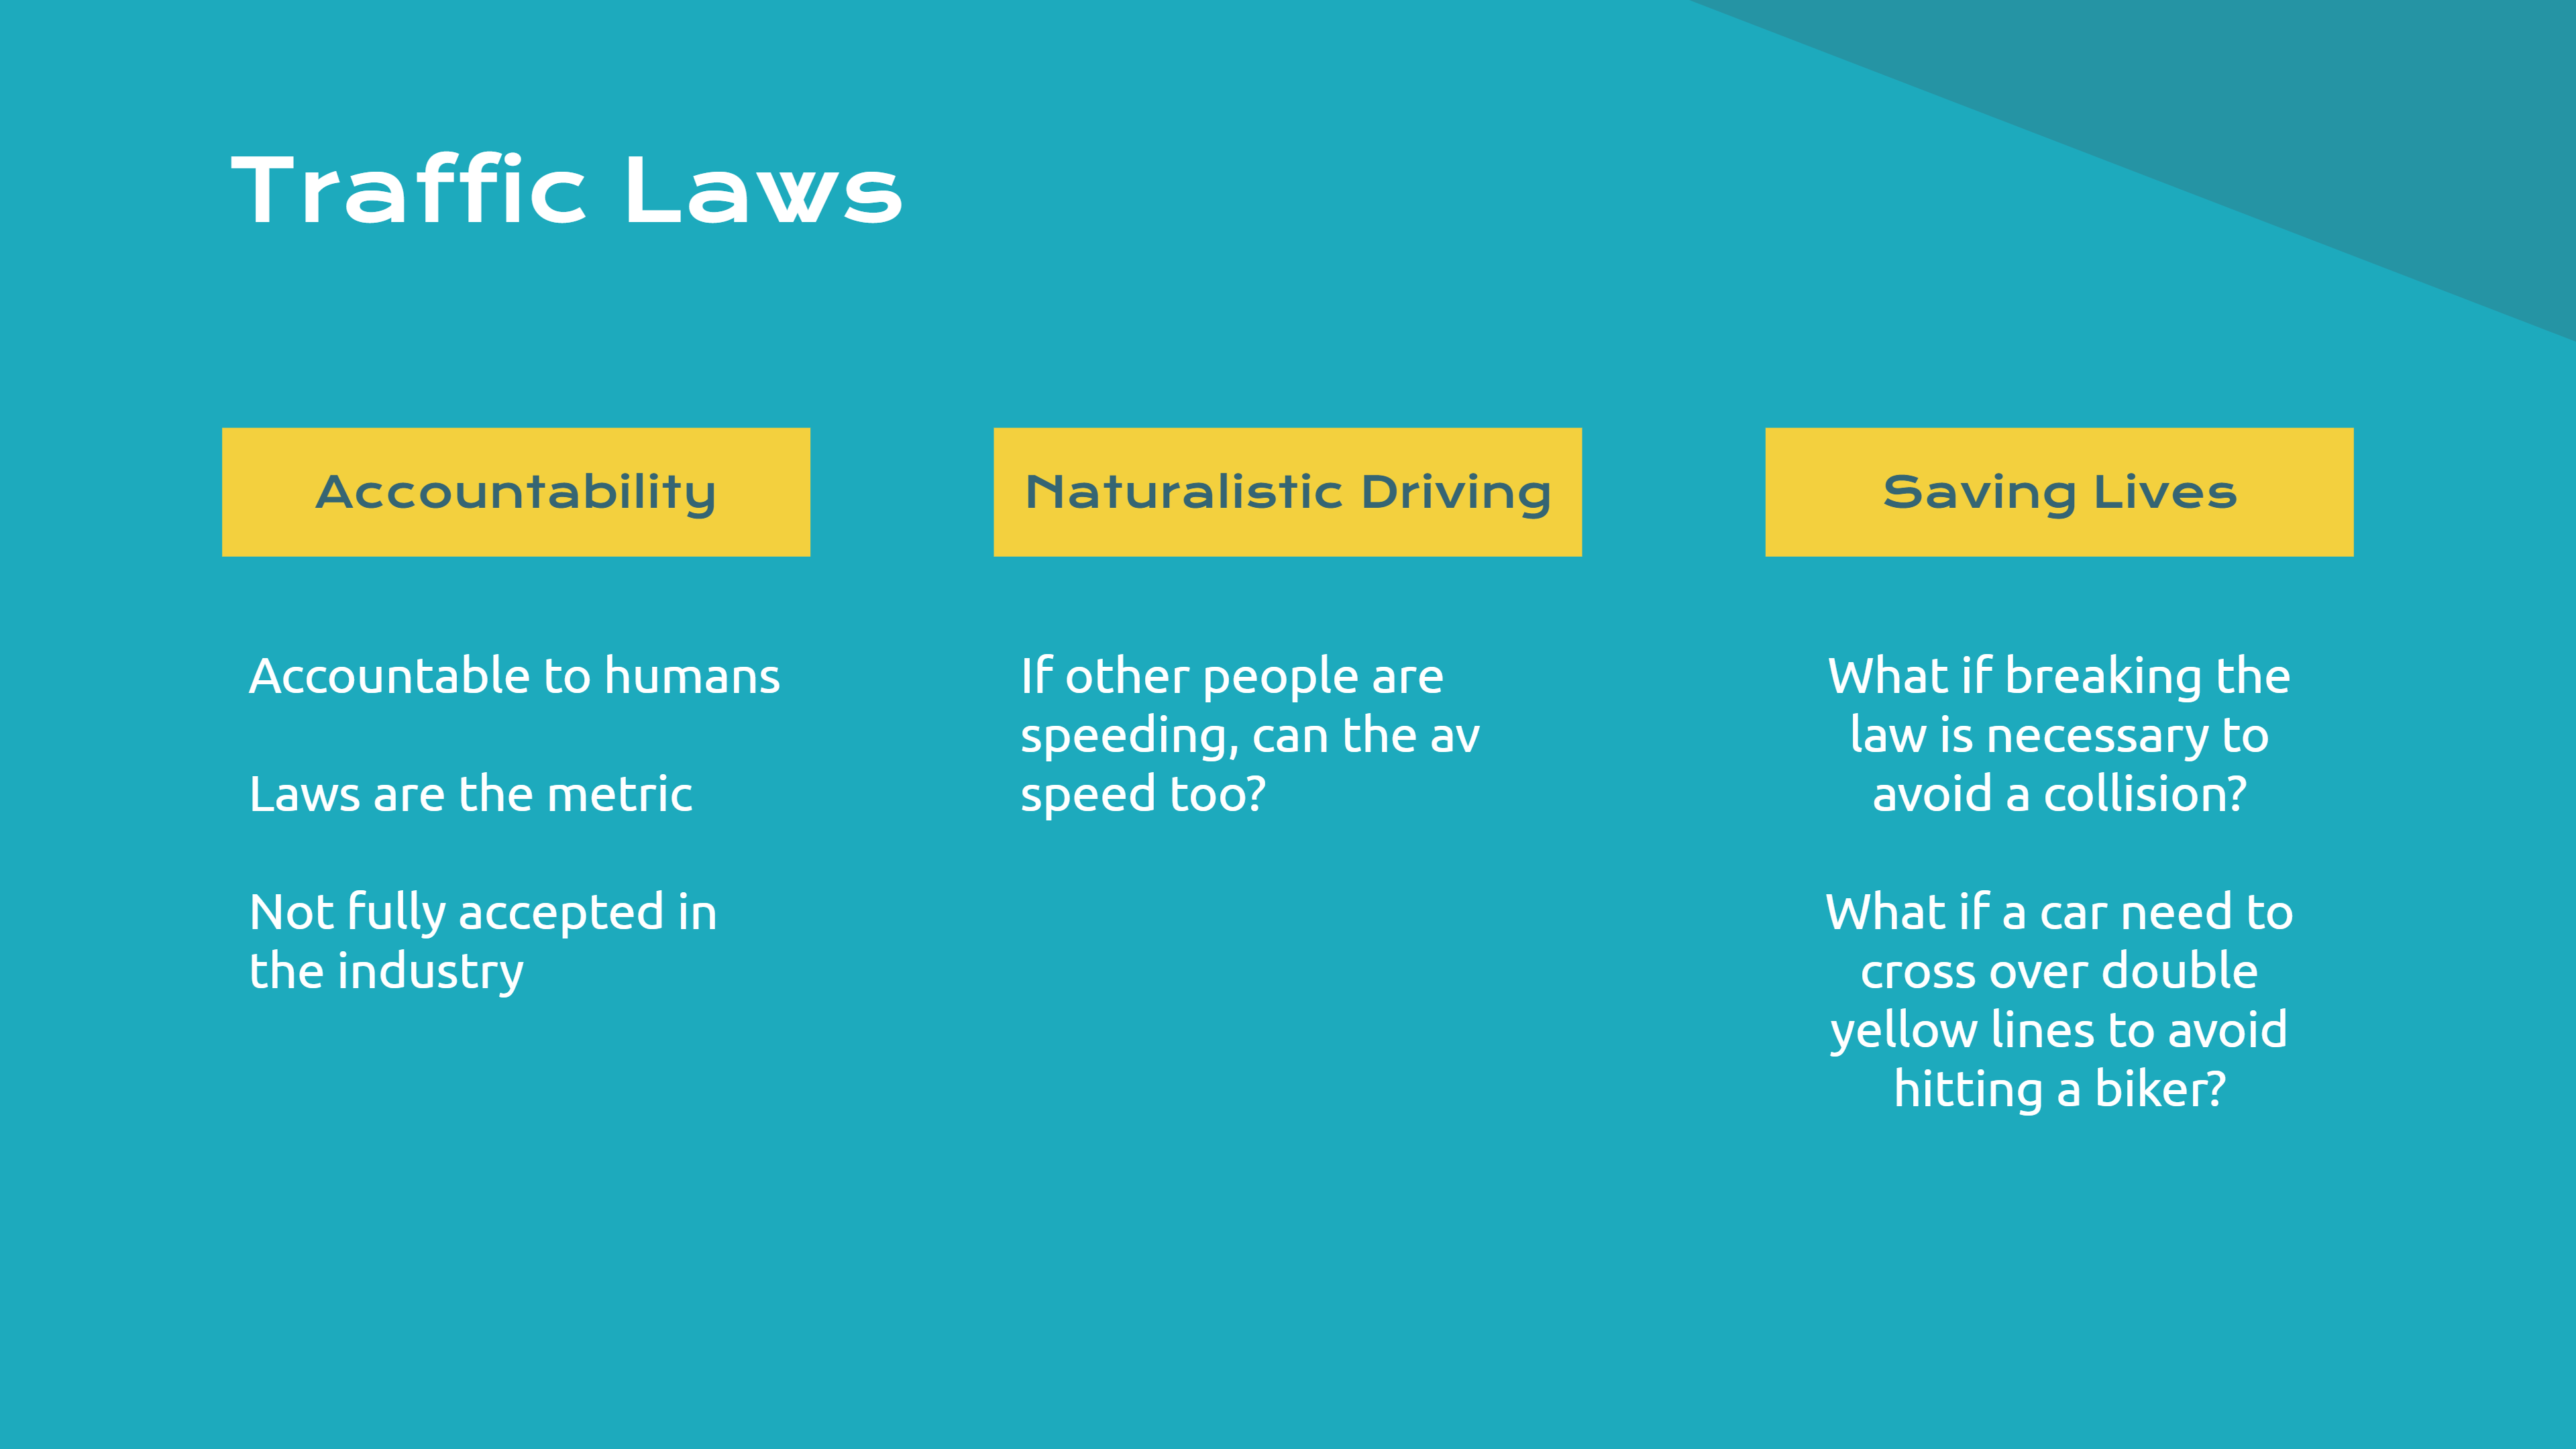 Traffic Laws
Accountability
Accountable to humans
Laws are the metric
Not fully accepted in
the industry
Naturalistic Driving
If other people are
speeding, can the av
speed too?
Saving Lives
What if breaking the
law is necessary to
avoid a collision?
What if a car need to
cross over double
yellow lines to avoid
hitting a biker?